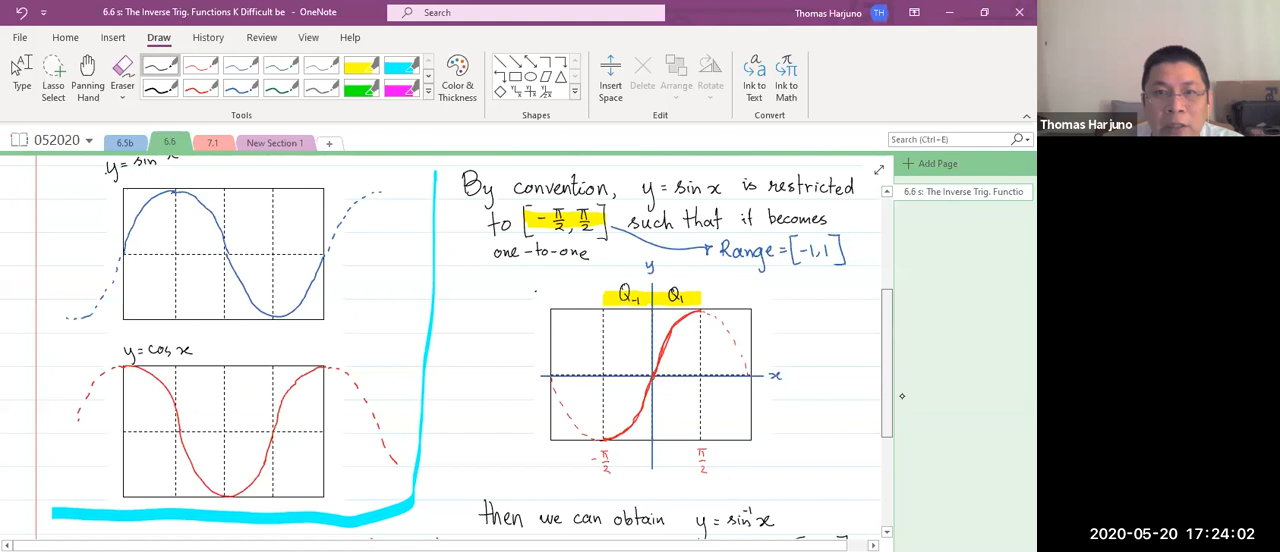 6.6 s: The Inverse Trig. Functions K Difficult be - OneNote
Search
Thomas Harjuno TH
File Home Insert Draw History Review View Help
Type Lasso Select Panning Hand Eraser
Color & Thickness
Insert Space Delete Arrange Rotate
Ink to Text Ink to Math
Tools Shapes Edit Convert
Thomas Harjuno
052020 6.5b 6.6 7.1 New Section 1 +
Search (Ctrl+E)
Add Page
6.6 s: The Inverse Trig. Functio
y = sin x
y = cos x
By convention, y = sin x is restricted
to [-π/2, π/2] such that it becomes
one-to-one
Range = [-1, 1]
y
Q-1 Q1
x
-π/2 π/2
then we can obtain y = sin⁻¹x
2020-05-20 17:24:02